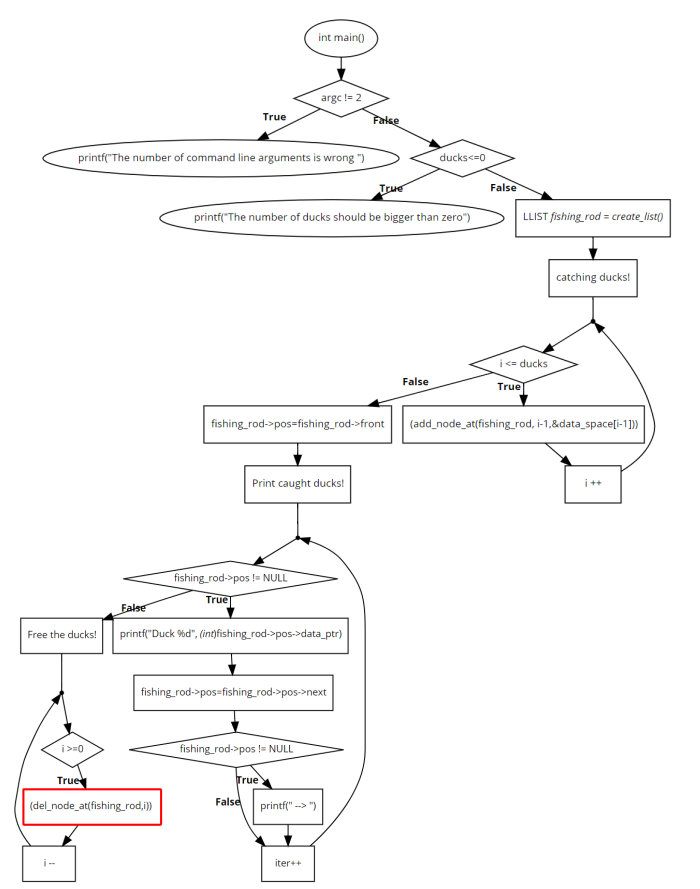 int main()
argc != 2
True
False
printf("The number of command line arguments is wrong ")
ducks<=0
True
False
printf("The number of ducks should be bigger than zero")
LLIST fishing_rod = create_list()
catching ducks!
i <= ducks
False
True
fishing_rod->pos=fishing_rod->front
(add_node_at(fishing_rod, i-1,&data_space[i-1]))
Print caught ducks!
i ++
fishing_rod->pos != NULL
False
True
Free the ducks!
printf("Duck %d", (int)fishing_rod->pos->data_ptr)
fishing_rod->pos=fishing_rod->pos->next
i >=0
fishing_rod->pos != NULL
True
True
False
(del_node_at(fishing_rod,i))
printf(" --> ")
i --
iter++